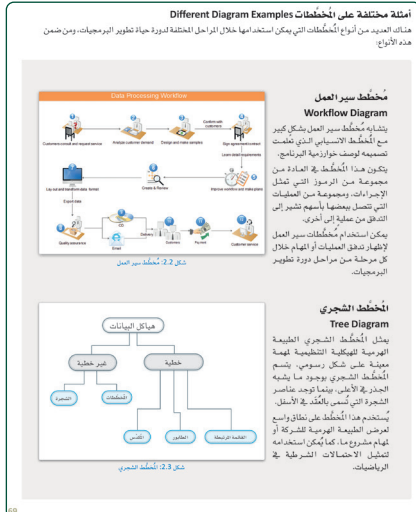 أمثلة مختلفة على المُخطَّطات Different Diagram Examples
هناك العديد من أنواع المُخطَّطات التي يمكن استخدامها خلال المراحل المختلفة لدورة حياة تطوير البرمجيات، ومن ضمن
هذه الأنواع:
مُخطَّط سير العمل
Workflow Diagram
يتشابه مُخطَّط سير العمل بشكل كبير
مع المُخطَّط الانسيابي الذي تعلمت
تصميمه لوصف خوارزمية البرنامج.
يتكون هذا المُخطَّط في العادة من
مجموعة من الرموز التي تمثل
الإجراءات، ومجموعة من العمليات
التي تتصل ببعضها بأسهم تشير إلى
التدفق من عملية إلى أخرى.
يمكن استخدام مُخطَّطات سير العمل
لإظهار تدفق العمليات أو المهام خلال
كل مرحلة من مراحل دورة تطوير
البرمجيات.
Data Processing Workflow
Confirm with
customers
Customers consult and request service
Analyze customer demand
Design and make samples
Sign agreement/contract
Learn detail requirements
Lay out and transform data format
Create & Review
Improve workflow and make plans
Export data
Quality assurance
CD
Email
Delivery
Customers
Payment
Customer service
شكل 2.2: مُخطَّط سير العمل
المُخطَّط الشجري
Tree Diagram
يمثل المُخطَّط الشجري الطبيعة
الهرمية للهيكلية التنظيمية لمهمة
معينة على شكل رسومي. يتسم
المُخطَّط الشجري بوجود ما يشبه
الجذر في الأعلى، بينما توجد عناصر
الشجرة التي تُسمى بالعُقَد في الأسفل.
يُستخدم هذا المُخطَّط على نطاق واسع
لعرض الطبيعة الهرمية للشركة أو
لمهام مشروع ما، كما يُمكن استخدامه
لتمثيل الاحتمالات الشرطية في
الرياضيات.
هياكل البيانات
خطية
غير خطية
القائمة المرتبطة
الطابور
المُكدس
المخططات
الشجرة
شكل 2.3: المُخطَّط الشجري